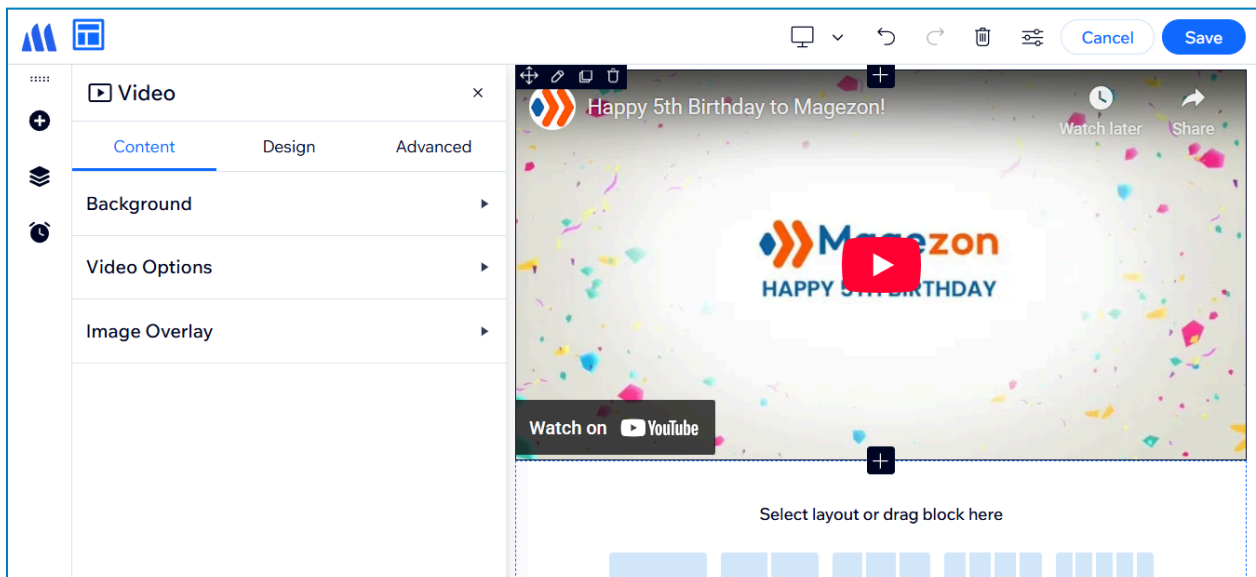 Cancel
Save
Video
Content Design Advanced
Background
Video Options
Image Overlay
Happy 5th Birthday to Magezon!
Watch later
Share
Magezon
HAPPY 5TH BIRTHDAY
Watch on YouTube
Select layout or drag block here